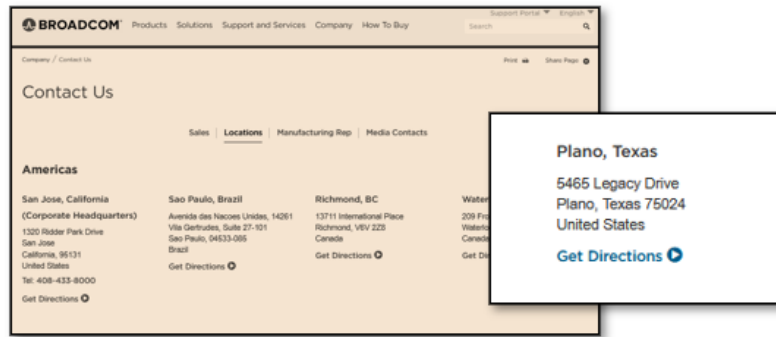 Support Portal English
BROADCOM Products Solutions Support and Services Company How To Buy Search
Company / Contact Us Print Share Page
Contact Us
Sales | Locations | Manufacturing Rep | Media Contacts
Americas
San Jose, California
(Corporate Headquarters)
1320 Ridder Park Drive
San Jose
California, 95131
United States
Tel: 408-433-8000
Get Directions
Sao Paulo, Brazil
Avenida das Nacoes Unidas, 14261
Vila Gertrudes, Suite 27-101
Sao Paulo, 04533-085
Brazil
Get Directions
Richmond, BC
13711 International Place
Richmond, V6V 2Z8
Canada
Get Directions
209
Canada
Get
Plano, Texas
5465 Legacy Drive
Plano, Texas 75024
United States
Get Directions